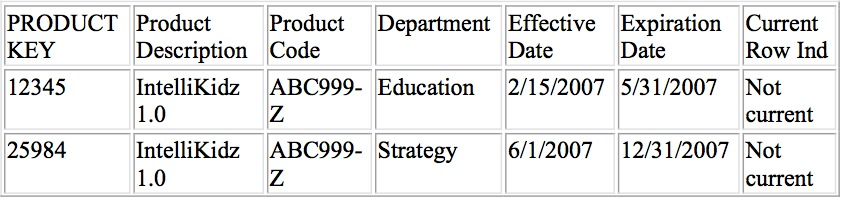 PRODUCT KEY Product Description Product Code Department Effective Date Expiration Date Current Row Ind
12345 IntelliKidz 1.0 ABC999-Z Education 2/15/2007 5/31/2007 Not current
25984 IntelliKidz 1.0 ABC999-Z Strategy 6/1/2007 12/31/2007 Not current